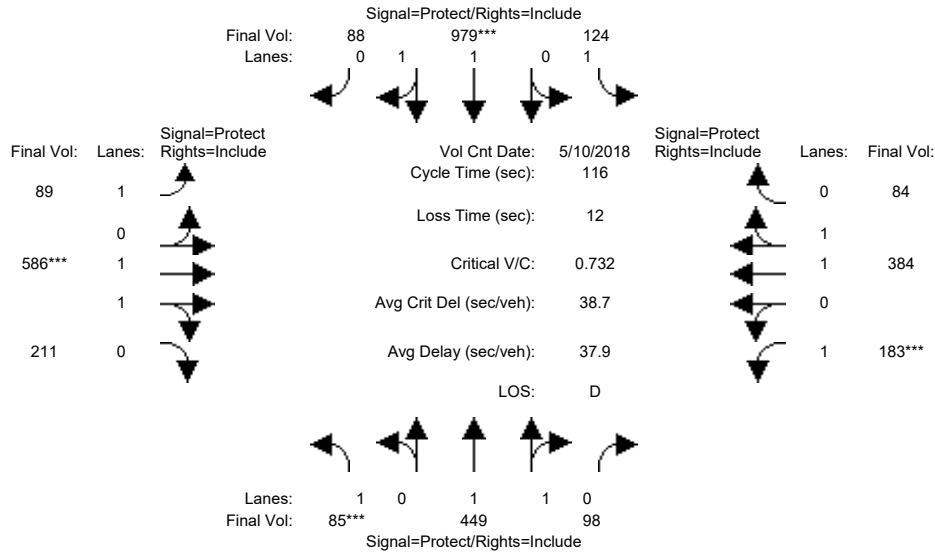 Signal=Protect/Rights=Include
Final Vol: 88 979*** 124
Lanes: 0 1 1 0 1
Signal=Protect
Rights=Include
Final Vol: Lanes:
Vol Cnt Date: 5/10/2018
Signal=Protect
Rights=Include
Lanes: Final Vol:
Cycle Time (sec): 116
89 1
0 84
Loss Time (sec): 12
0
1
586*** 1
Critical V/C: 0.732
1 384
1
Avg Crit Del (sec/veh): 38.7
0
211 0
Avg Delay (sec/veh): 37.9
1 183***
LOS: D
Lanes: 1 0 1 1 0
Final Vol: 85*** 449 98
Signal=Protect/Rights=Include